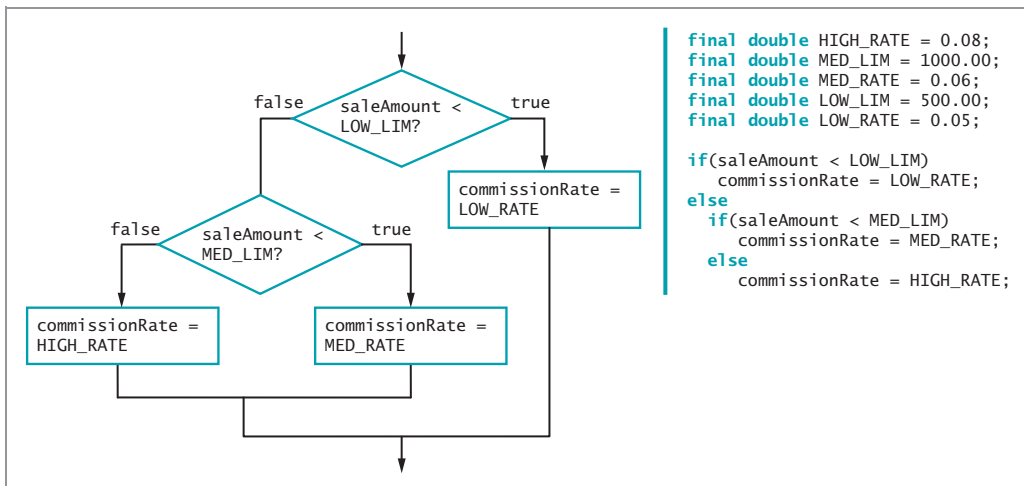 false
saleAmount <
LOW_LIM?
true
commissionRate =
LOW_RATE
false
saleAmount <
MED_LIM?
true
commissionRate =
HIGH_RATE
commissionRate =
MED_RATE
final double HIGH_RATE = 0.08;
final double MED_LIM = 1000.00;
final double MED_RATE = 0.06;
final double LOW_LIM = 500.00;
final double LOW_RATE = 0.05;
if(saleAmount < LOW_LIM)
   commissionRate = LOW_RATE;
else
  if(saleAmount < MED_LIM)
     commissionRate = MED_RATE;
  else
     commissionRate = HIGH_RATE;